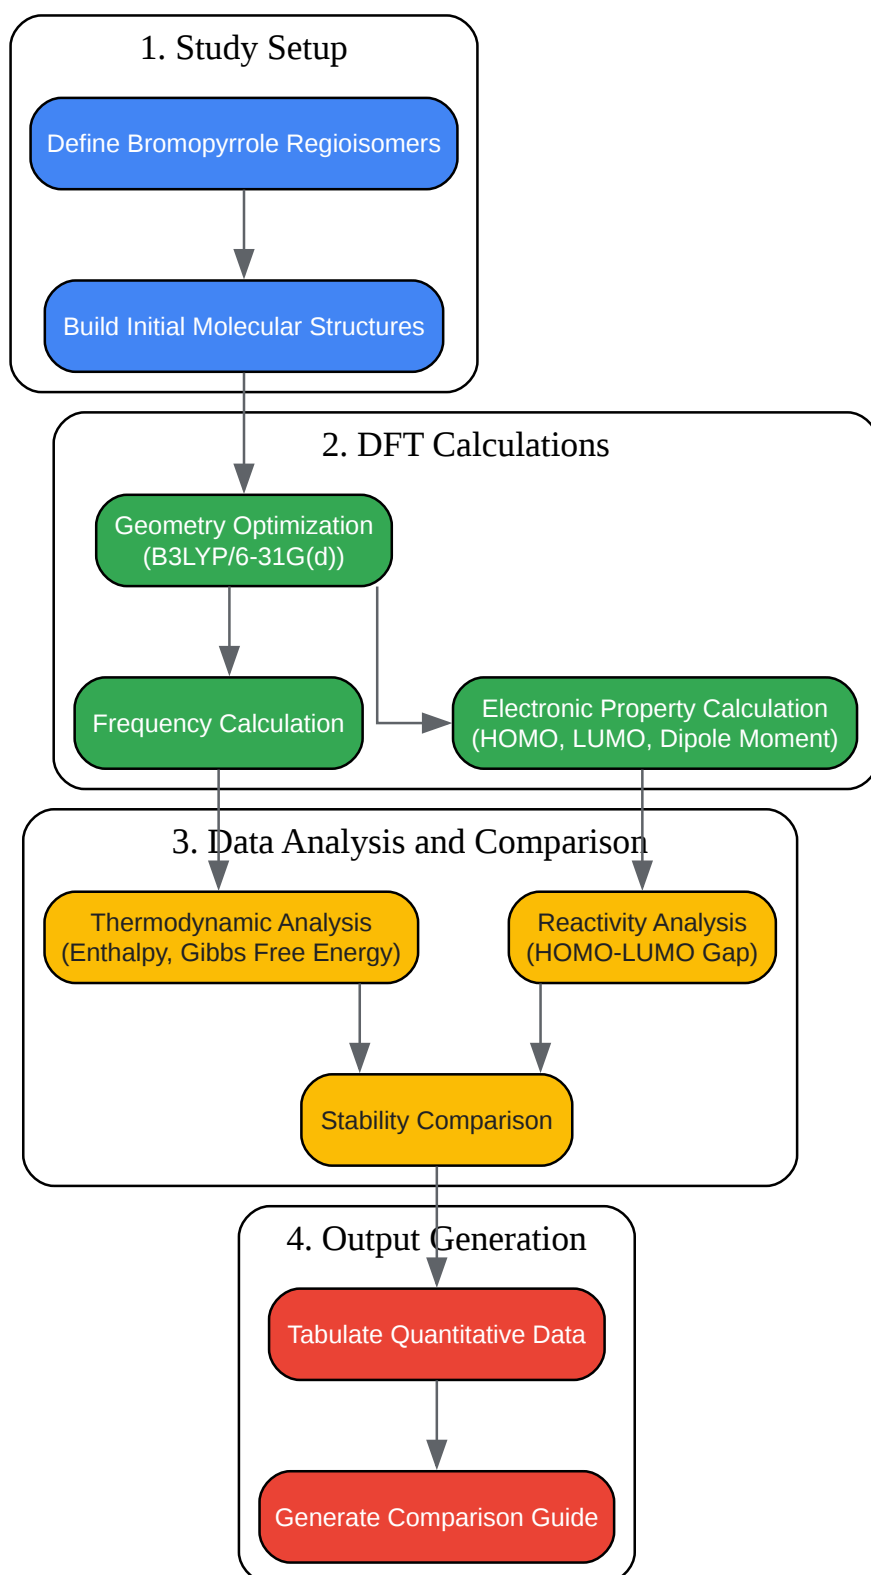 1. Study Setup
Define Bromopyrrole Regioisomers
Build Initial Molecular Structures
2. DFT Calculations
Geometry Optimization
(B3LYP/6-31G(d))
Frequency Calculation
Electronic Property Calculation
(HOMO, LUMO, Dipole Moment)
3. Data Analysis and Comparison
Thermodynamic Analysis
(Enthalpy, Gibbs Free Energy)
Reactivity Analysis
(HOMO-LUMO Gap)
Stability Comparison
4. Output Generation
Tabulate Quantitative Data
Generate Comparison Guide